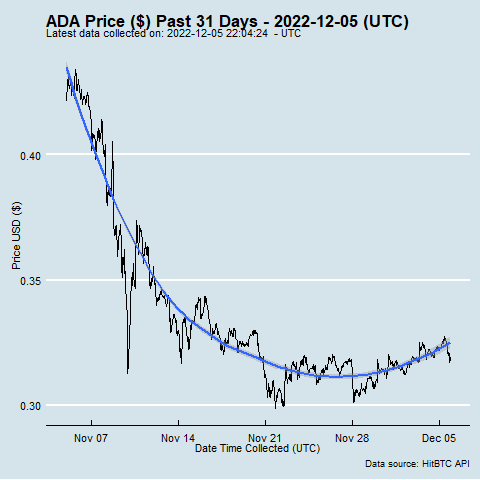 ADA Price ($) Past 31 Days - 2022-12-05 (UTC)
Latest data collected on: 2022-12-05 22:04:24 - UTC
Price USD ($)
0.40
0.35
0.30
Nov 07 Nov 14 Nov 21 Nov 28 Dec 05
Date Time Collected (UTC)
Data source: HitBTC API